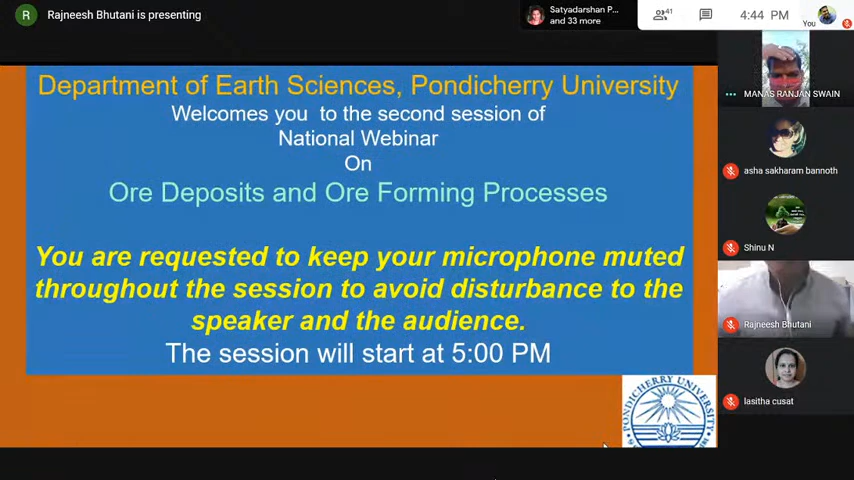 R Rajneesh Bhutani is presenting
Satyadarshan P...
and 33 more
41
4:44 PM
You
Department of Earth Sciences, Pondicherry University
Welcomes you to the second session of
National Webinar
On
Ore Deposits and Ore Forming Processes
You are requested to keep your microphone muted
throughout the session to avoid disturbance to the
speaker and the audience.
The session will start at 5:00 PM
PONDICHERRY UNIVERSITY
MANAS RANJAN SWAIN
asha sakharam bannoth
Shinu N
Rajneesh Bhutani
lasitha cusat